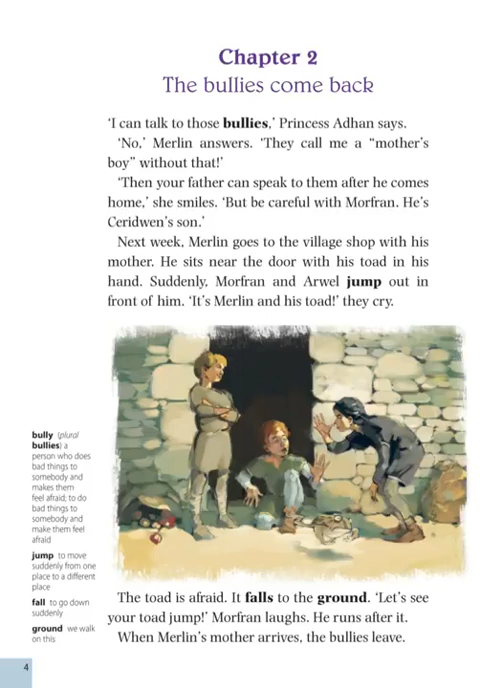 Chapter 2
The bullies come back
‘I can talk to those bullies,’ Princess Adhan says.
‘No,’ Merlin answers. ‘They call me a “mother’s
boy” without that!’
‘Then your father can speak to them after he comes
home,’ she smiles. ‘But be careful with Morfran. He’s
Ceridwen’s son.’
Next week, Merlin goes to the village shop with his
mother. He sits near the door with his toad in his
hand. Suddenly, Morfran and Arwel jump out in
front of him. ‘It’s Merlin and his toad!’ they cry.
bully (plural
bullies) a
person who does
bad things to
somebody and
makes them
feel afraid; to do
bad things to
somebody and
make them feel
afraid
jump to move
suddenly from one
place to a different
place
fall to go down
suddenly
ground we walk
on this
The toad is afraid. It falls to the ground. ‘Let’s see
your toad jump!’ Morfran laughs. He runs after it.
When Merlin’s mother arrives, the bullies leave.
4